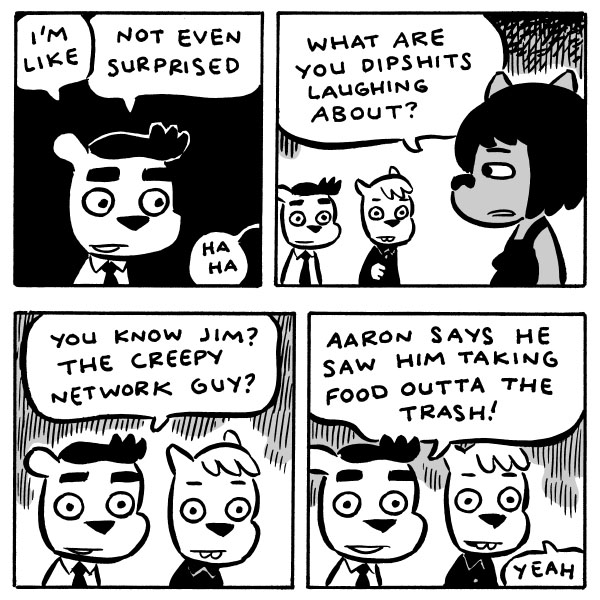 I'M
LIKE
NOT EVEN
SURPRISED
HA
HA
WHAT ARE
YOU DIPSHITS
LAUGHING
ABOUT?
YOU KNOW JIM?
THE CREEPY
NETWORK GUY?
AARON SAYS HE
SAW HIM TAKING
FOOD OUTTA THE
TRASH!
YEAH